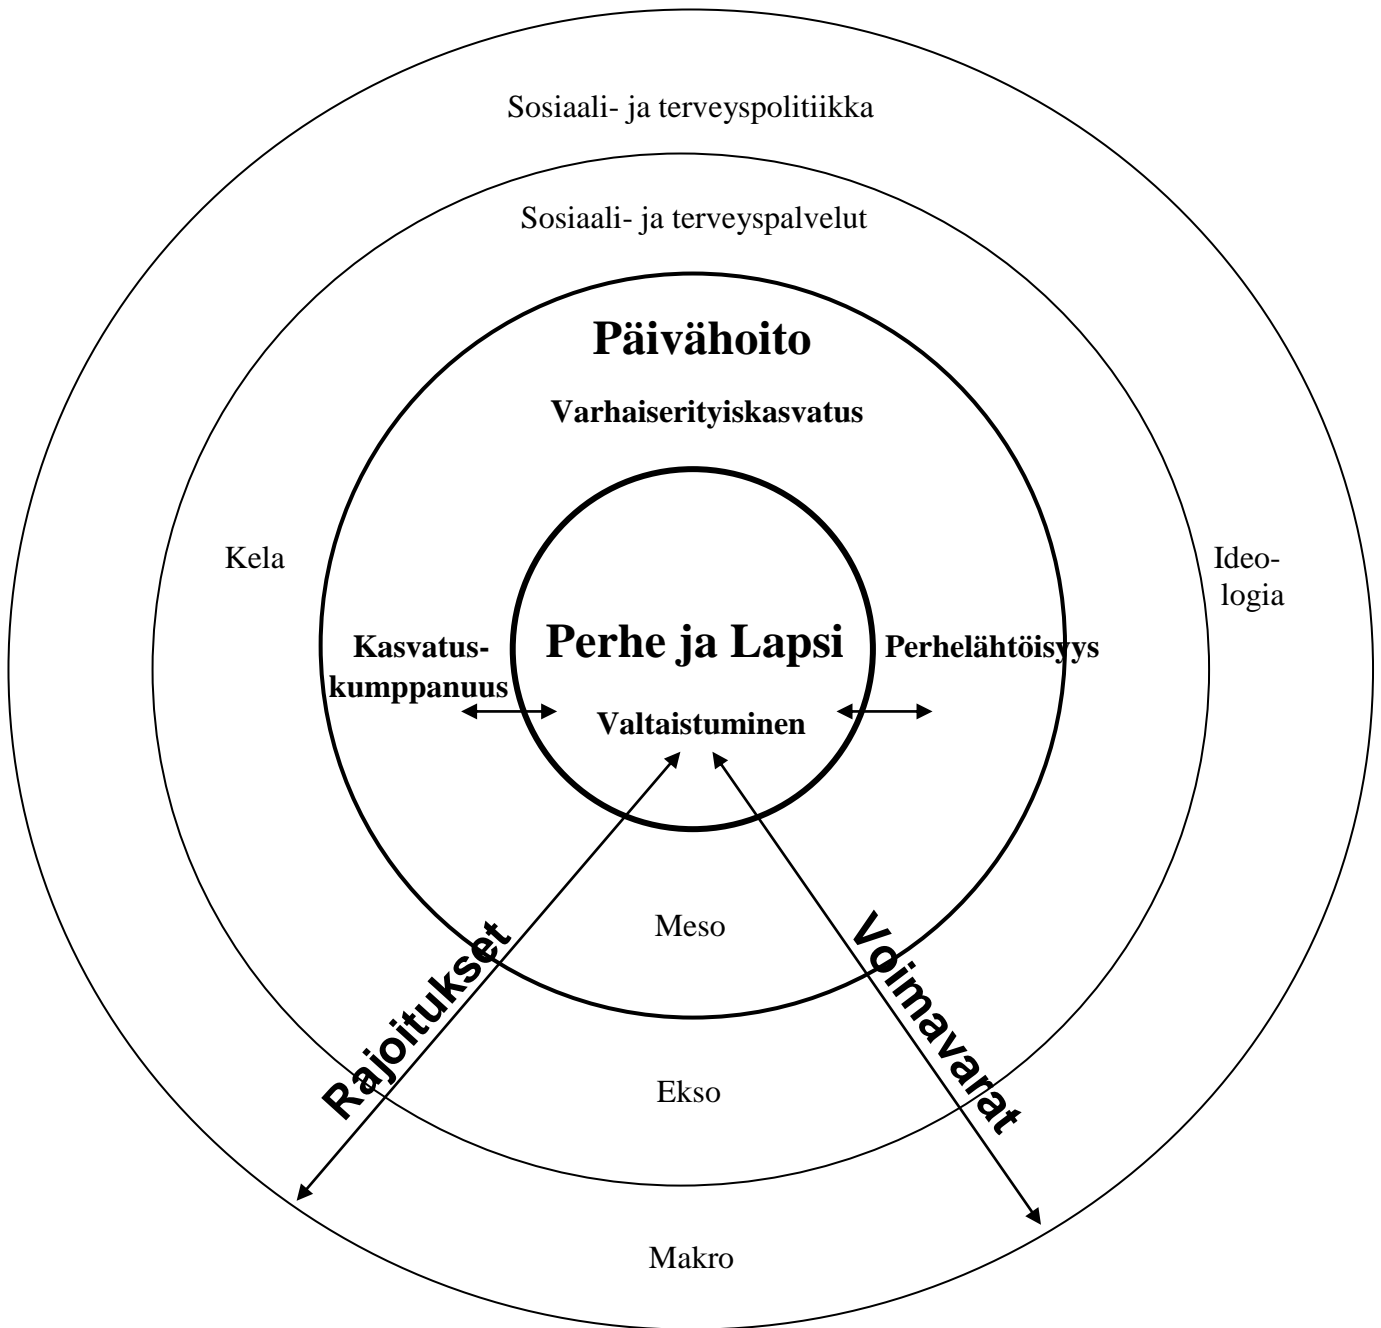 Sosiaali- ja terveyspolitiikka
Sosiaali- ja terveyspalvelut
Päivähoito
Varhaiserityiskasvatus
Kela
Ideo-
logia
Kasvatus-
kumppanuus
Perhe ja Lapsi
Perhelähtöisyys
Valtaistuminen
Meso
Rajoitukset
Voimavarat
Ekso
Makro